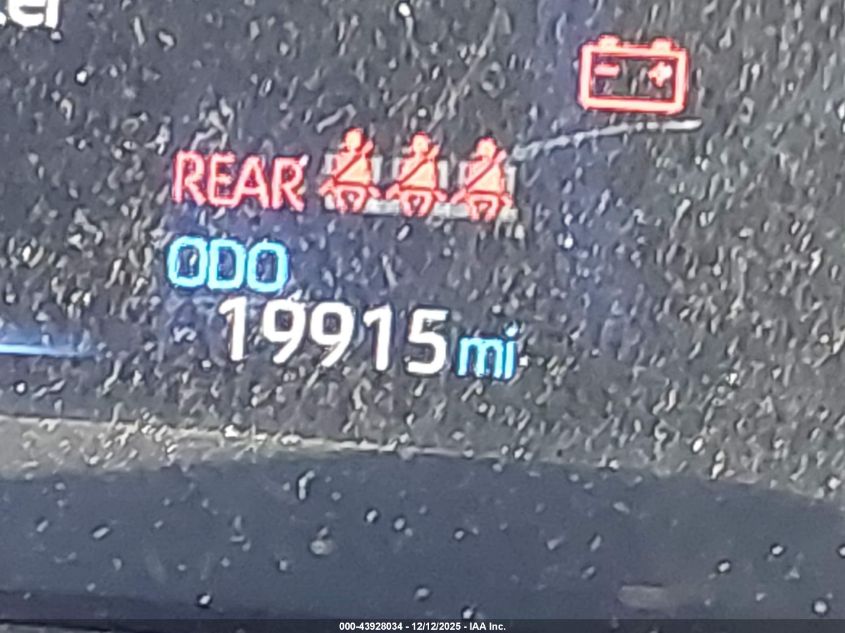 REAR
ODO
19915 mi
000-43928034 - 12/12/2025 - IAA Inc.